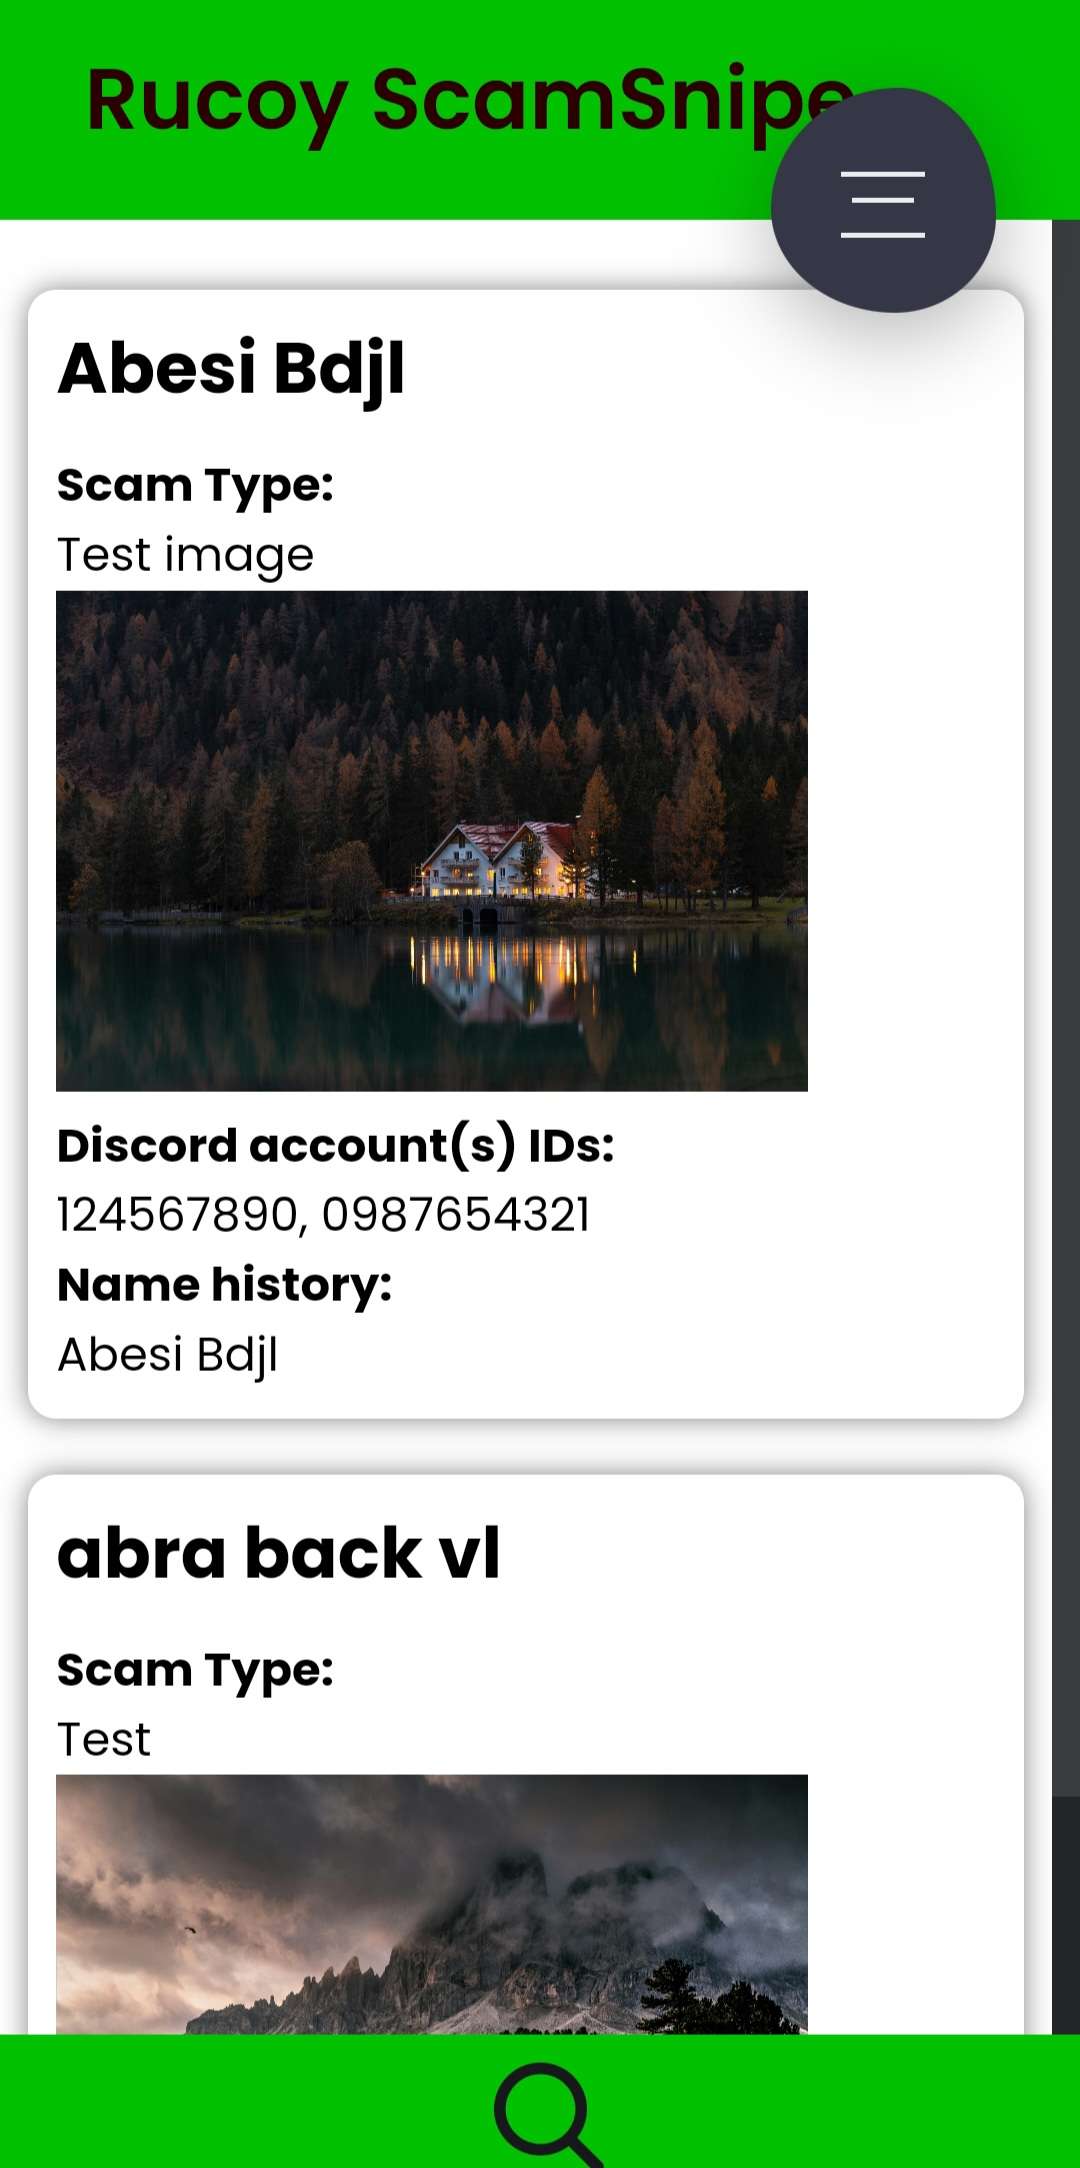 Rucoy ScamSnipe
Abesi Bdjl
Scam Type:
Test image
Discord account(s) IDs:
124567890, 0987654321
Name history:
Abesi Bdjl
abra back vl
Scam Type:
Test